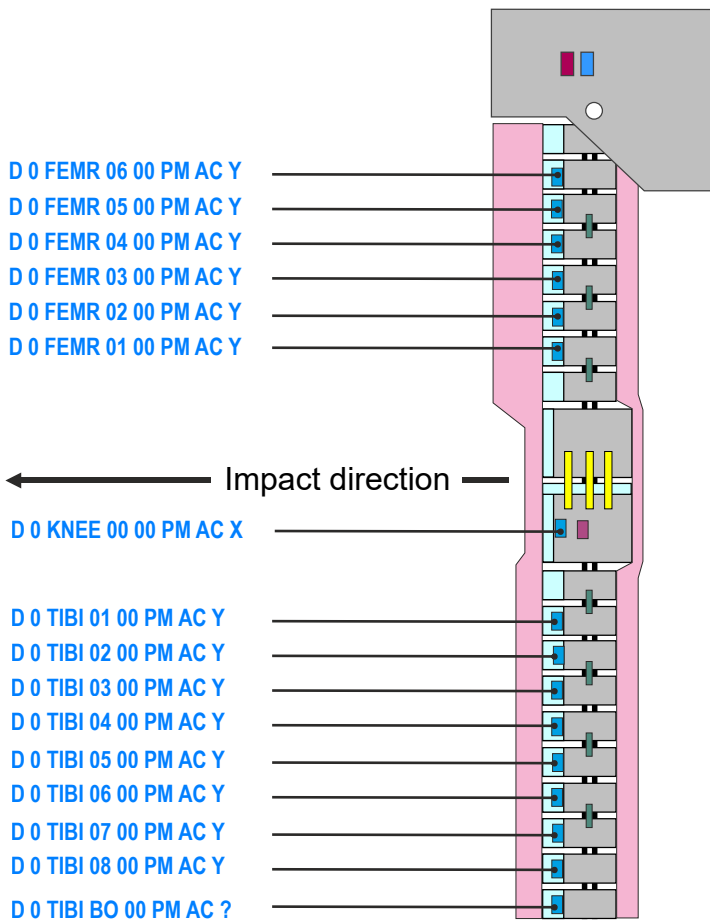 D 0 FEMR 06 00 PM AC Y
D 0 FEMR 05 00 PM AC Y
D 0 FEMR 04 00 PM AC Y
D 0 FEMR 03 00 PM AC Y
D 0 FEMR 02 00 PM AC Y
D 0 FEMR 01 00 PM AC Y
Impact direction
D 0 KNEE 00 00 PM AC X
D 0 TIBI 01 00 PM AC Y
D 0 TIBI 02 00 PM AC Y
D 0 TIBI 03 00 PM AC Y
D 0 TIBI 04 00 PM AC Y
D 0 TIBI 05 00 PM AC Y
D 0 TIBI 06 00 PM AC Y
D 0 TIBI 07 00 PM AC Y
D 0 TIBI 08 00 PM AC Y
D 0 TIBI BO 00 PM AC ?